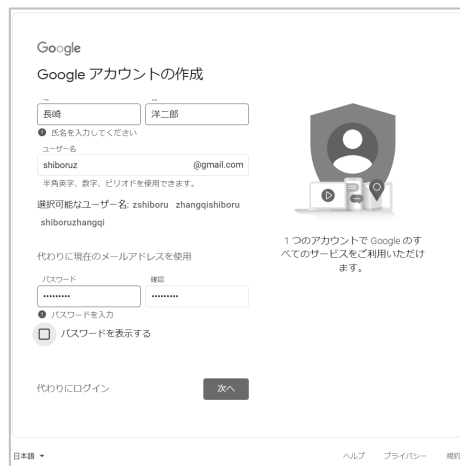 Google
Google アカウントの作成
長崎
洋二郎
氏名を入力してください
ユーザー名
shiboruz
@gmail.com
半角英字、数字、ピリオドを使用できます。
選択可能なユーザー名: zshiboru zhangqishiboru
shiboruzhangqi
代わりに現在のメールアドレスを使用
パスワード
確認
•••••••••
•••••••••
パスワードを入力
パスワードを表示する
代わりにログイン
次へ
1 つのアカウントで Google のす
べてのサービスをご利用いただけ
ます。
日本語
ヘルプ
プライバシー
規約